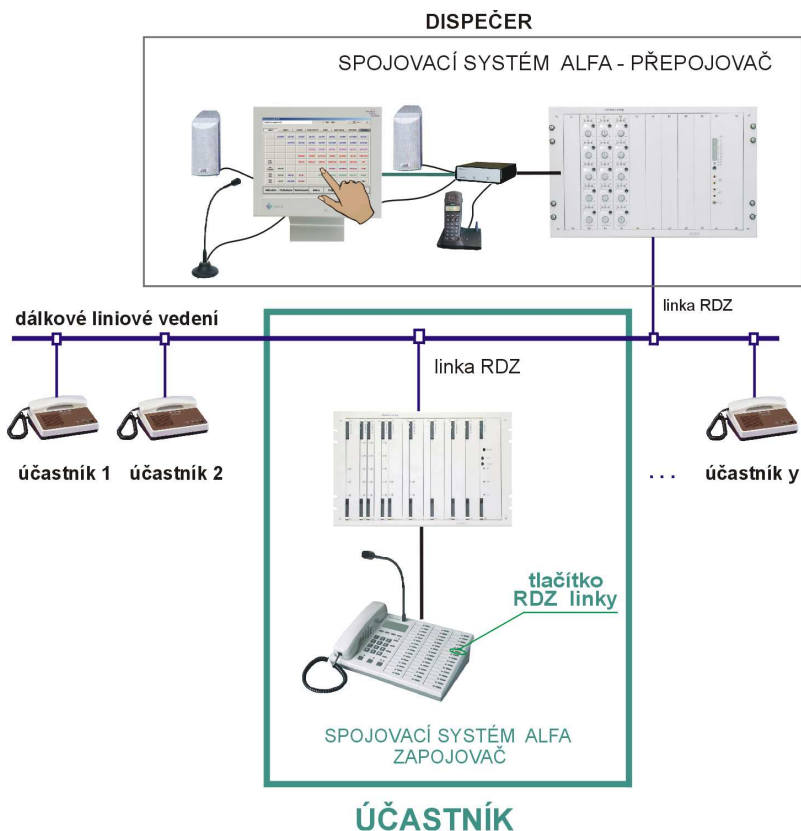 DISPEČER
SPOJOVACÍ SYSTÉM ALFA - PŘEPOJOVAČ
linka RDZ
dálkové liniové vedení
linka RDZ
účastník 1
účastník 2
...
účastník y
tlačítko
RDZ linky
SPOJOVACÍ SYSTÉM ALFA
ZAPOJOVAČ
ÚČASTNÍK